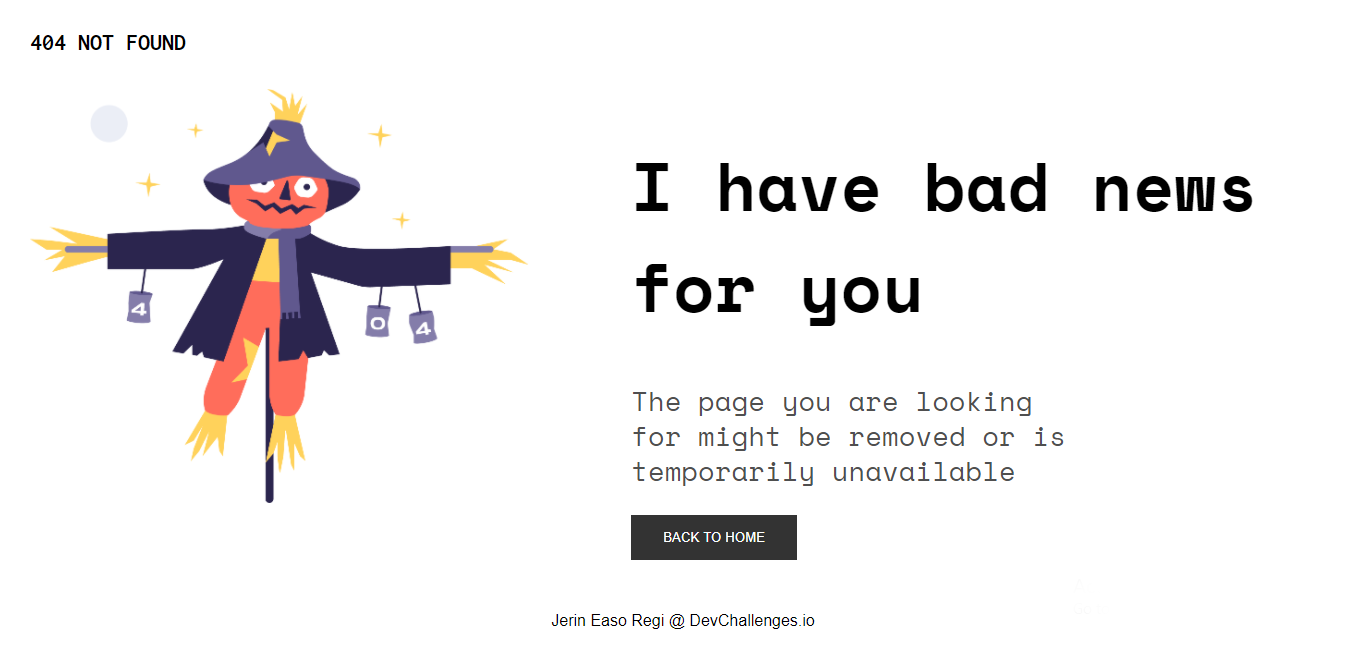 404 NOT FOUND
4
0
4
I have bad news
for you
The page you are looking
for might be removed or is
temporarily unavailable
BACK TO HOME
Jerin Easo Regi @ DevChallenges.io